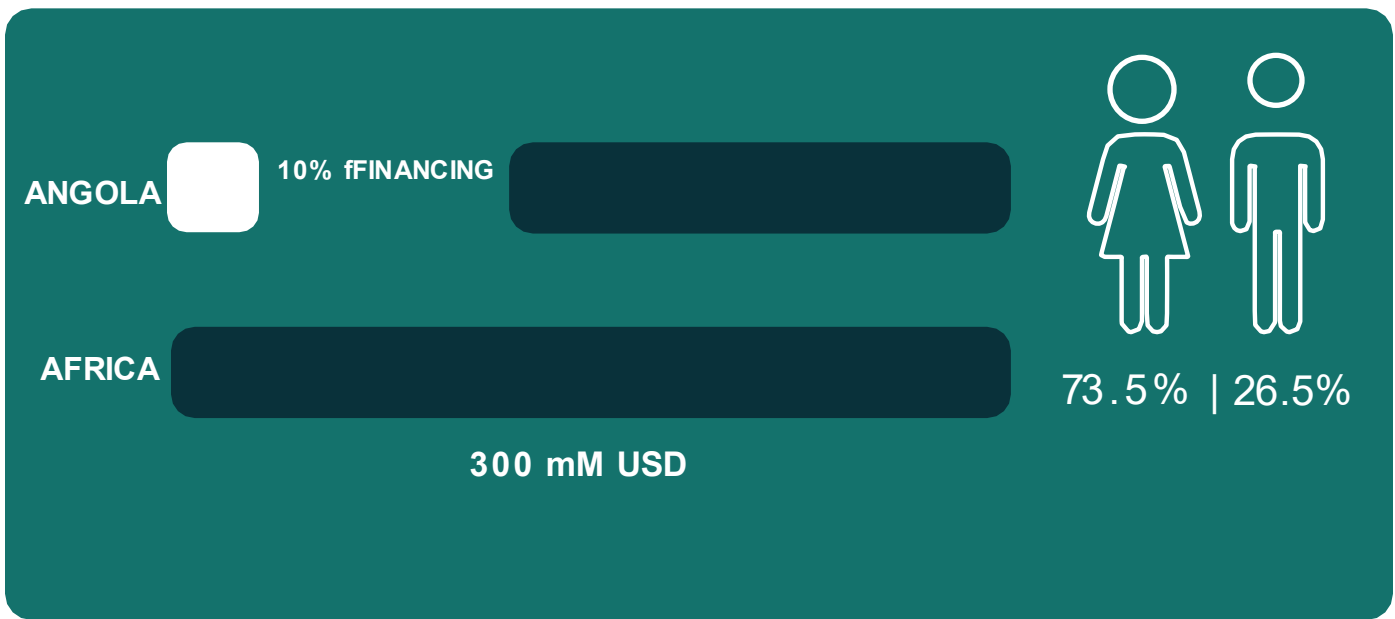 10% fFINANCING
ANGOLA
AFRICA
73.5% | 26.5%
300 mM USD